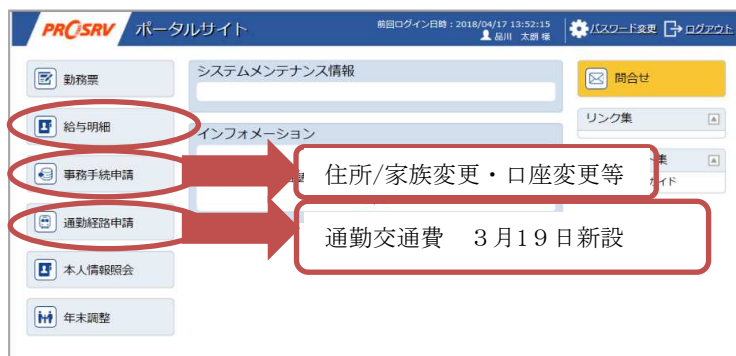 PROSRV ポータルサイト
前回ログイン日時：2018/04/17 13:52:15
品川 太朗 様
パスワード変更 ログアウト
勤務票
給与明細
事務手続申請
通勤経路申請
本人情報照会
年末調整
システムメンテナンス情報
インフォメーション
住所/家族変更・口座変更等
通勤交通費　３月19日新設
問合せ
リンク集
集
ガイド